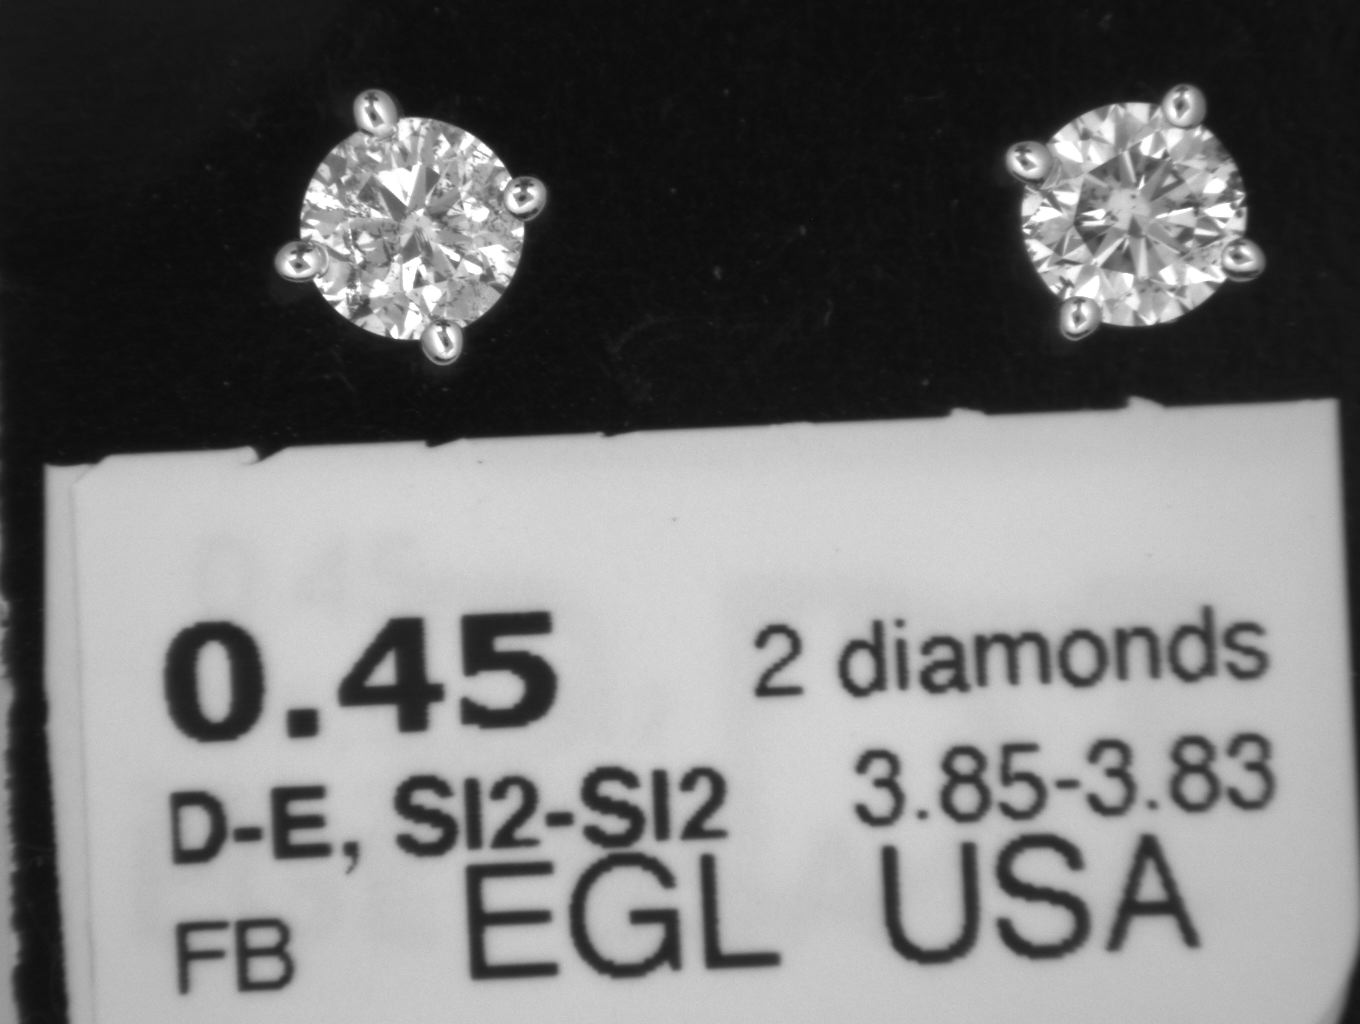 0.45 2 diamonds
D-E, SI2-SI2 3.85-3.83
FB EGL USA